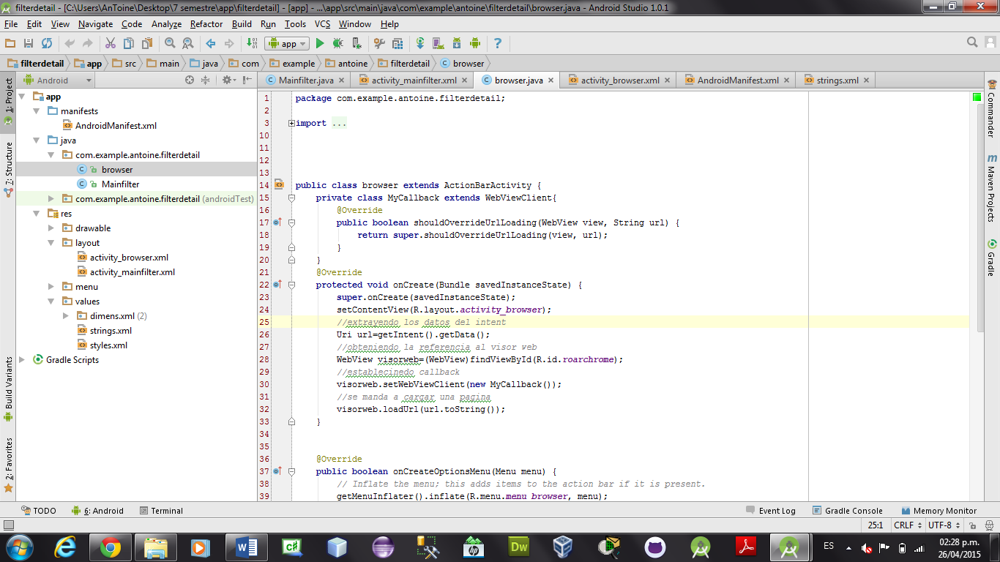 filterdetail - [C:\Users\AnToine\Desktop\7 semestre\app\filterdetail] - [app] - ...\app\src\main\java\com\example\antoine\filterdetail\browser.java - Android Studio 1.0.1
File Edit View Navigate Code Analyze Refactor Build Run Tools VCS Window Help
app
filterdetail app src main java com example antoine filterdetail browser
Android
Mainfilter.java activity_mainfilter.xml browser.java activity_browser.xml AndroidManifest.xml strings.xml
1: Project
7: Structure
Build Variants
2: Favorites
app
manifests
AndroidManifest.xml
java
com.example.antoine.filterdetail
browser
Mainfilter
com.example.antoine.filterdetail (androidTest)
res
drawable
layout
activity_browser.xml
activity_mainfilter.xml
menu
values
dimens.xml (2)
strings.xml
styles.xml
Gradle Scripts
1 package com.example.antoine.filterdetail;
2
3 import ...
10
11
12
13
14 public class browser extends ActionBarActivity {
15 private class MyCallback extends WebViewClient{
16 @Override
17 public boolean shouldOverrideUrlLoading(WebView view, String url) {
18 return super.shouldOverrideUrlLoading(view, url);
19 }
20 }
21 @Override
22 protected void onCreate(Bundle savedInstanceState) {
23 super.onCreate(savedInstanceState);
24 setContentView(R.layout.activity_browser);
25 //extrayendo los datos del intent
26 Uri url=getIntent().getData();
27 //obteniendo la referencia al visor web
28 WebView visorweb=(WebView)findViewById(R.id.roarchrome);
29 //establecinedo callback
30 visorweb.setWebViewClient(new MyCallback());
31 //se manda a cargar una pagina
32 visorweb.loadUrl(url.toString());
33 }
34
35
36 @Override
37 public boolean onCreateOptionsMenu(Menu menu) {
38 // Inflate the menu; this adds items to the action bar if it is present.
39 getMenuInflater().inflate(R.menu.menu_browser, menu);
Commander
m Maven Projects
Gradle
TODO 6: Android Terminal Event Log Gradle Console Memory Monitor
25:1 CRLF UTF-8
W C# hp Dw
ES 02:28 p.m.
26/04/2015